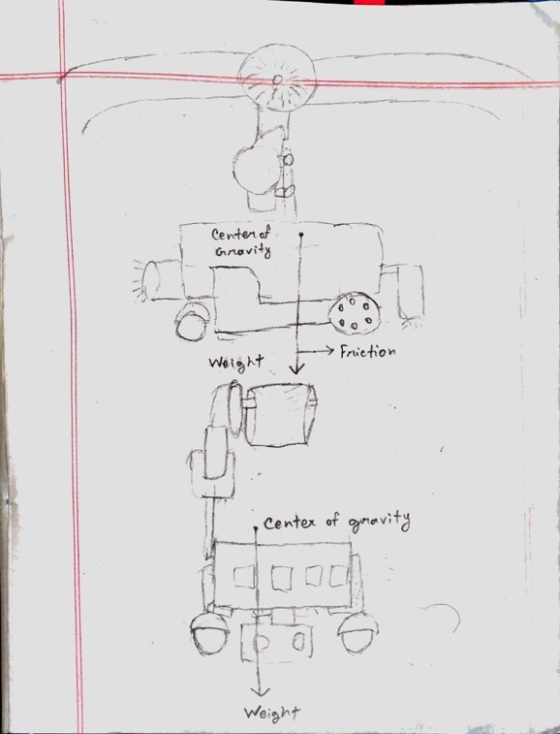 Center of
Gravity
Friction
Weight
Center of gravity
Weight